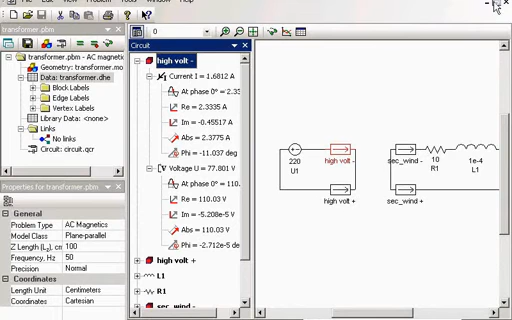 File Edit View Problem Tools Window Help
transformer.pbm
transformer.pbm - AC magnetics
Geometry: transformer.mo
Data: transformer.dhe
Block Labels
Edge Labels
Vertex Labels
Library Data: <none>
Links
No links
Circuit: circuit.qcr
Properties for transformer.pbm
General
Problem Type AC Magnetics
Model Class Plane-parallel
Z Length (Lz), cm 100
Frequency, Hz 50
Precision Normal
Coordinates
Length Unit Centimeters
Coordinates Cartesian
0
Circuit
high volt -
Current I = 1.6812 A
At phase 0° = 2.33
Re = 2.3335 A
Im = -0.45517 A
Abs = 2.3775 A
Phi = -11.037 deg
Voltage U = 77.801 V
At phase 0° = 110.
Re = 110.03 V
Im = -5.208e-5 V
Abs = 110.03 V
Phi = -2.712e-5 de
high volt +
L1
R1
sec_wind -
220
U1
high volt -
high volt +
sec_wind -
sec_wind +
10
R1
1e-4
L1